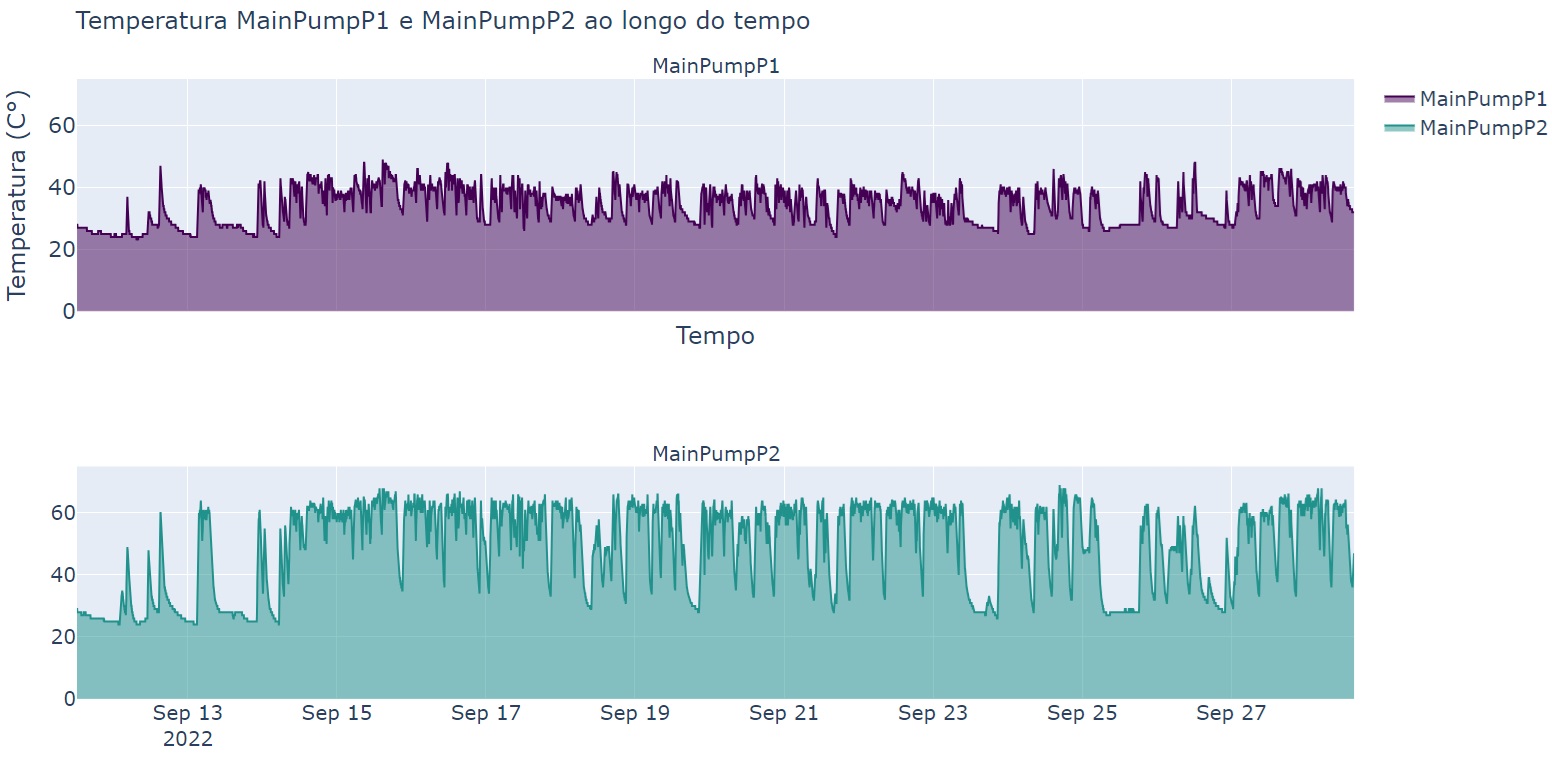 Temperatura MainPumpP1 e MainPumpP2 ao longo do tempo
MainPumpP1
MainPumpP1
MainPumpP2
Temperatura (C°)
60
40
20
0
Tempo
MainPumpP2
60
40
20
0
Sep 13 Sep 15 Sep 17 Sep 19 Sep 21 Sep 23 Sep 25 Sep 27
2022